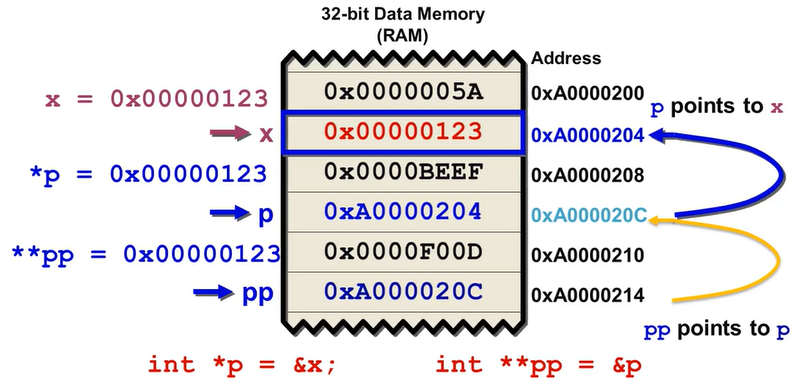 32-bit Data Memory
(RAM)
Address
0x0000005A
0xA0000200
x = 0x00000123
p points to x
x
0x00000123
0xA0000204
*p = 0x00000123
0x0000BEEF
0xA0000208
p
0xA0000204
0xA000020C
**pp = 0x00000123
0x0000F00D
0xA0000210
pp
0xA000020C
0xA0000214
pp points to p
int *p = &x;
int **pp = &p